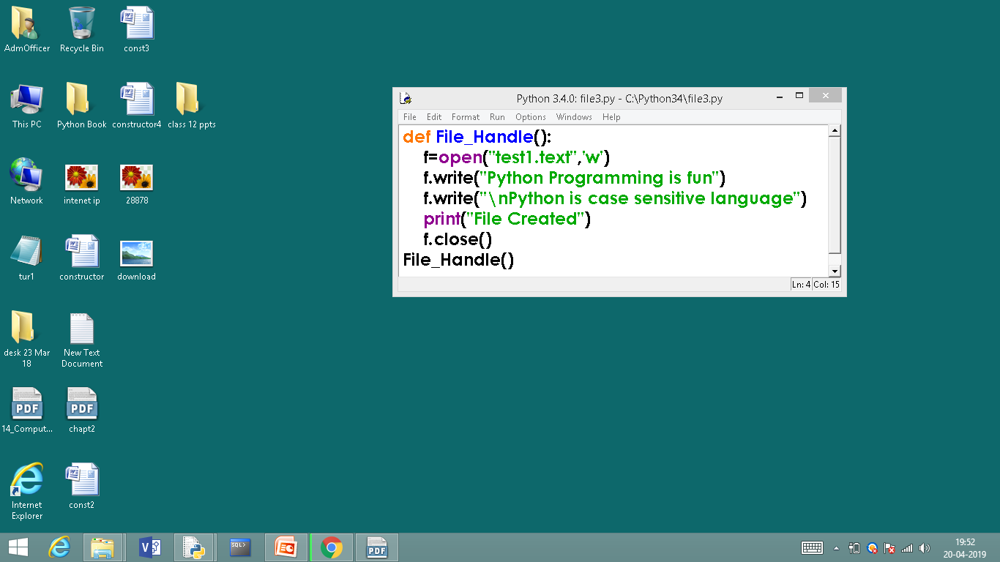 AdmOfficer
Recycle Bin
const3
This PC
Python Book
constructor4
class 12 ppts
Network
intenet ip
28878
tur1
constructor
download
desk 23 Mar
18
New Text
Document
PDF
14_Comput...
PDF
chapt2
Internet
Explorer
const2
Python 3.4.0: file3.py - C:\Python34\file3.py
File Edit Format Run Options Windows Help
def File_Handle():
    f=open("test1.text",'w')
    f.write("Python Programming is fun")
    f.write("\nPython is case sensitive language")
    print("File Created")
    f.close()
File_Handle()
Ln: 4 Col: 15
SQL>
PDF
19:52
20-04-2019